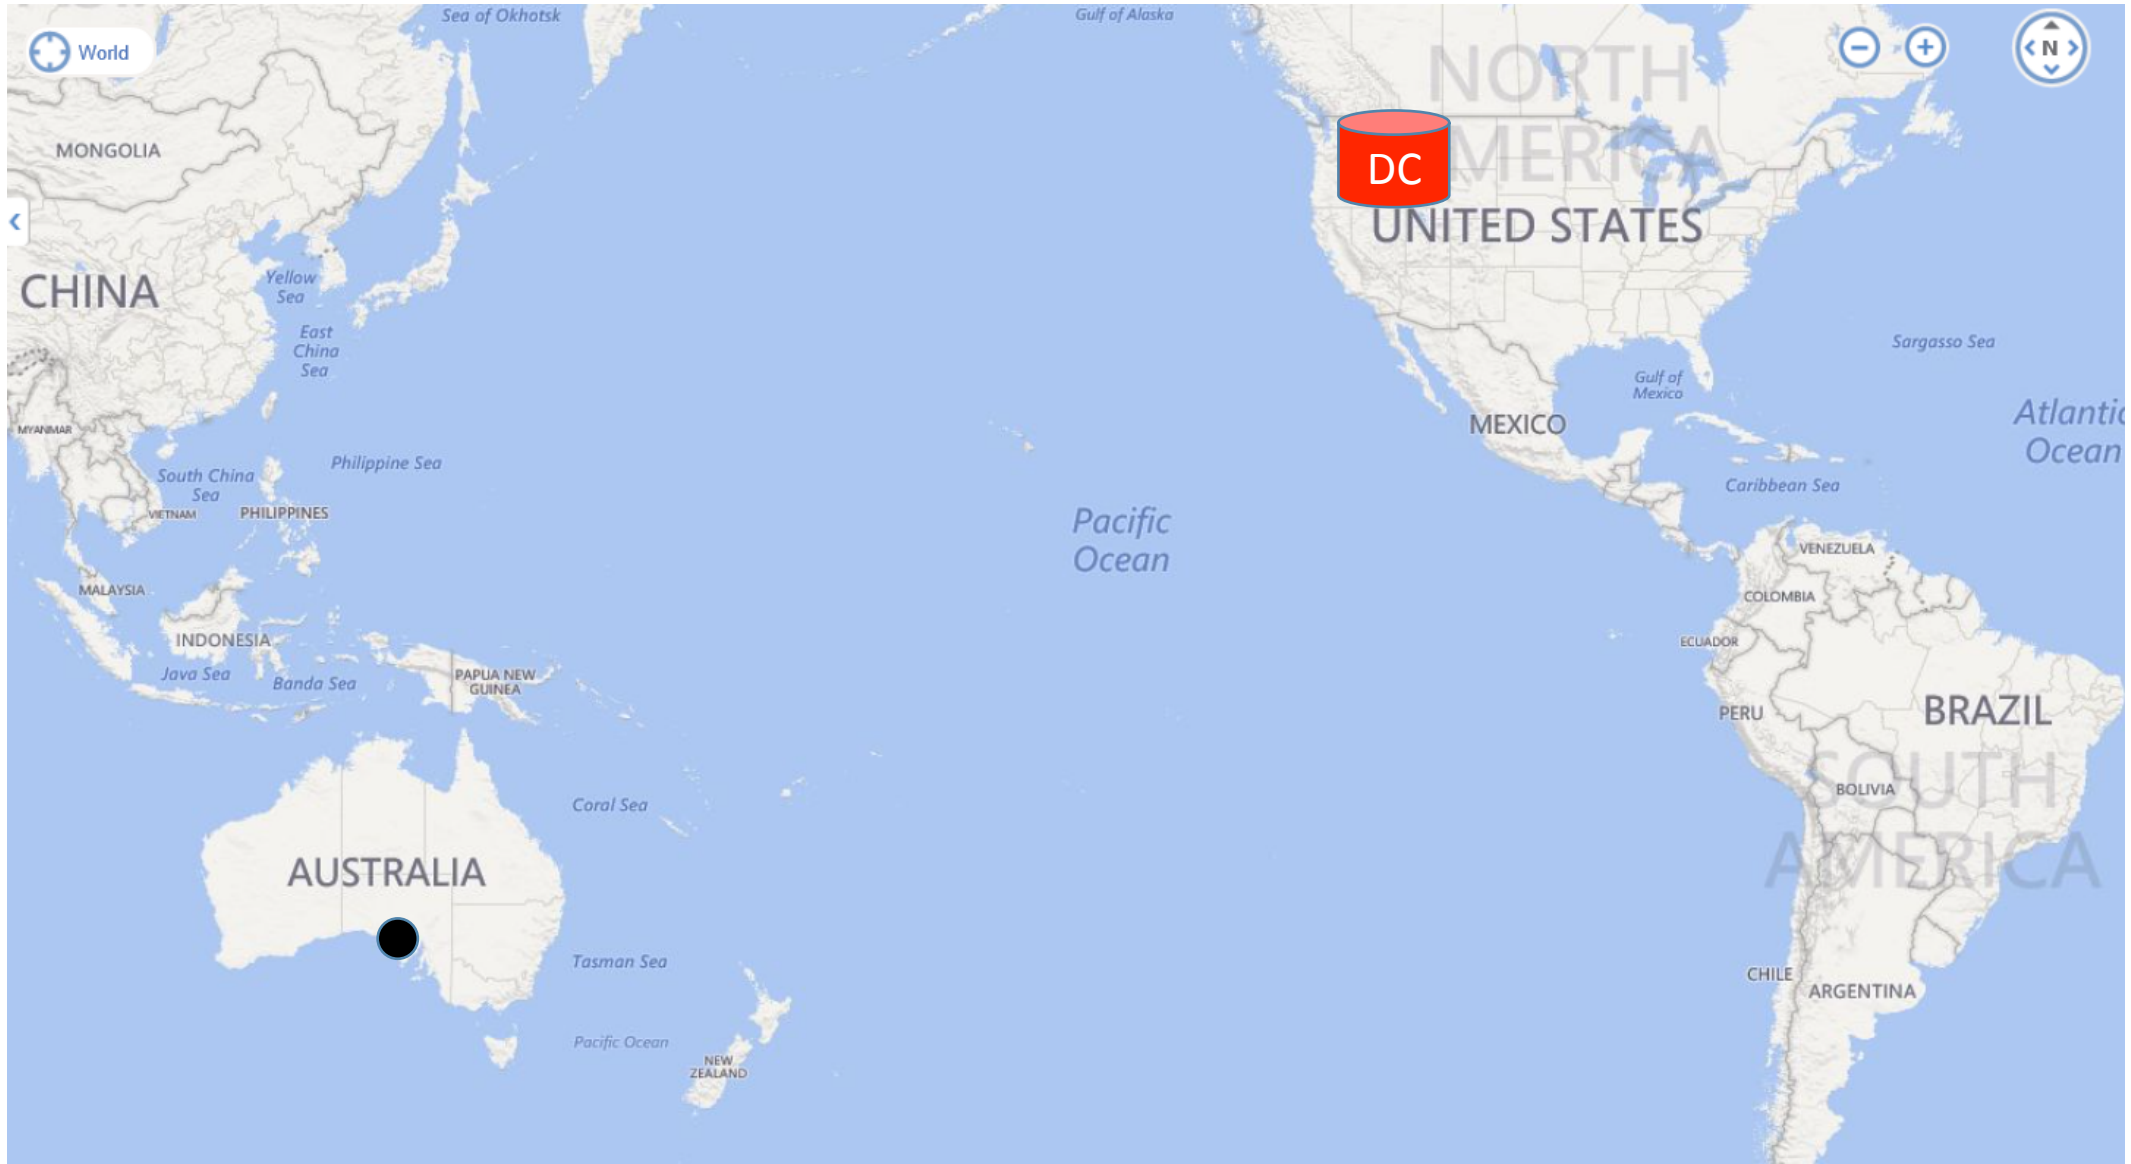 Sea of Okhotsk
Gulf of Alaska
World
N
NORTH
AMERICA
MONGOLIA
DC
UNITED STATES
CHINA
Yellow
Sea
East
China
Sea
Sargasso Sea
Gulf of
Mexico
MEXICO
Atlantic
Ocean
MYANMAR
Philippine Sea
South China
Sea
Caribbean Sea
VIETNAM
PHILIPPINES
Pacific
Ocean
VENEZUELA
MALAYSIA
COLOMBIA
INDONESIA
ECUADOR
Java Sea
Banda Sea
PAPUA NEW
GUINEA
PERU
BRAZIL
SOUTH
AMERICA
BOLIVIA
Coral Sea
AUSTRALIA
Tasman Sea
CHILE
ARGENTINA
Pacific Ocean
NEW
ZEALAND